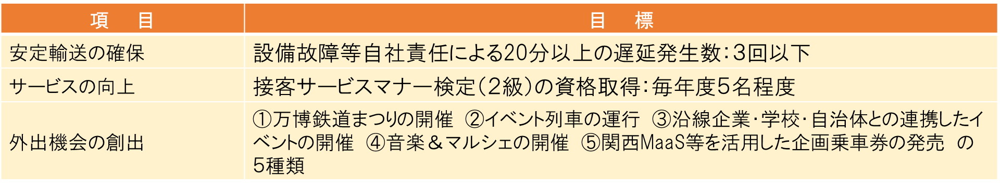 項　目
目　標
安定輸送の確保
設備故障等自社責任による20分以上の遅延発生数：３回以下
サービスの向上
接客サービスマナー検定（２級）の資格取得：毎年度５名程度
外出機会の創出
①万博鉄道まつりの開催　②イベント列車の運行　③沿線企業・学校・自治体との連携したイ
ベントの開催　④音楽＆マルシェの開催　⑤関西MaaS等を活用した企画乗車券の発売　の
５種類